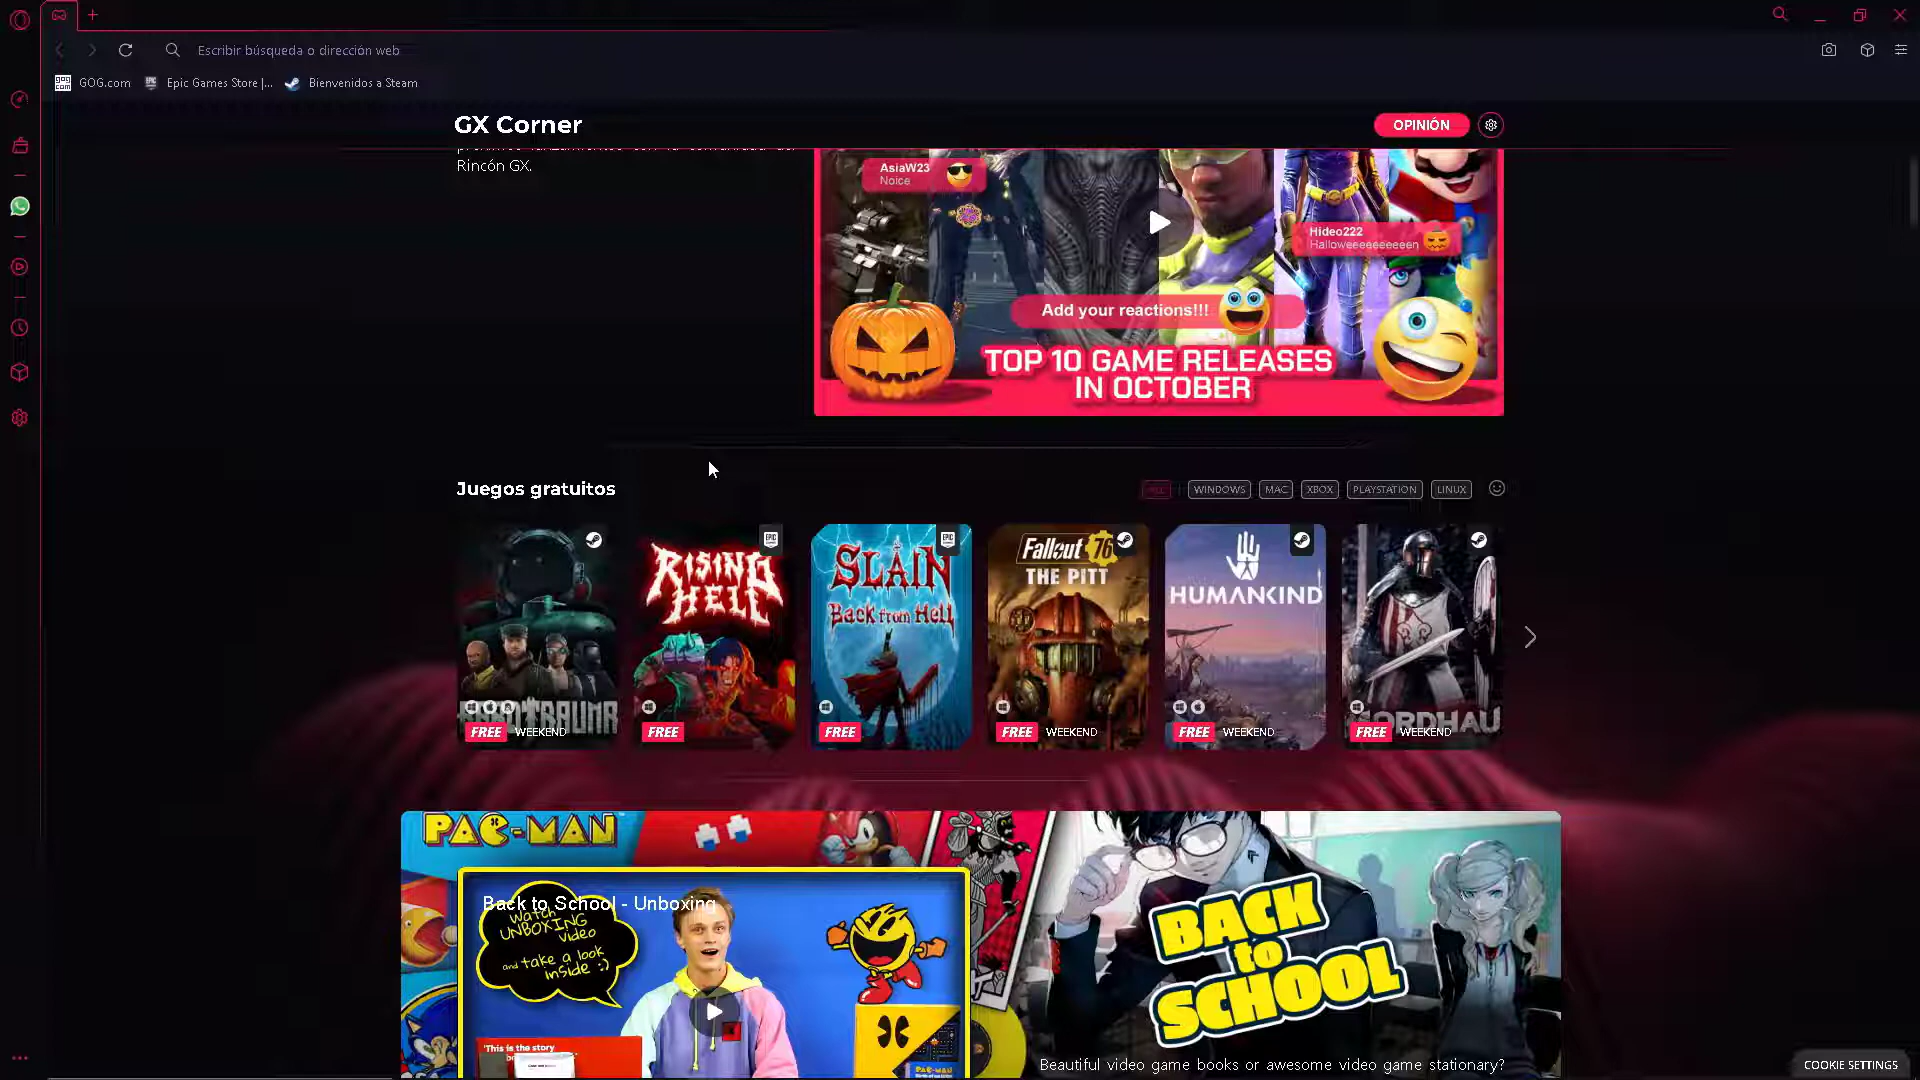 Escribir búsqueda o dirección web
GOG.com
Epic Games Store |...
Bienvenidos a Steam
GX Corner
OPINIÓN
Rincón GX.
AsiaW23
Noice
Hideo222
Halloweeeeeeeeeen
Add your reactions!!!
TOP 10 GAME RELEASES
IN OCTOBER
Juegos gratuitos
ALL
WINDOWS
MAC
XBOX
PLAYSTATION
LINUX
FREE WEEKEND
RISING
HELL
FREE
SLAIN
Back from Hell
FREE
Fallout 76
THE PITT
FREE WEEKEND
HUMANKIND
FREE WEEKEND
MORDHAU
FREE WEEKEND
PAC-MAN
Back to School - Unboxing
Watch
UNBOXING
video
and take a look
inside :)
"This is the story
PAC-MAN
BACK
to
SCHOOL
Beautiful video game books or awesome video game stationary?
COOKIE SETTINGS